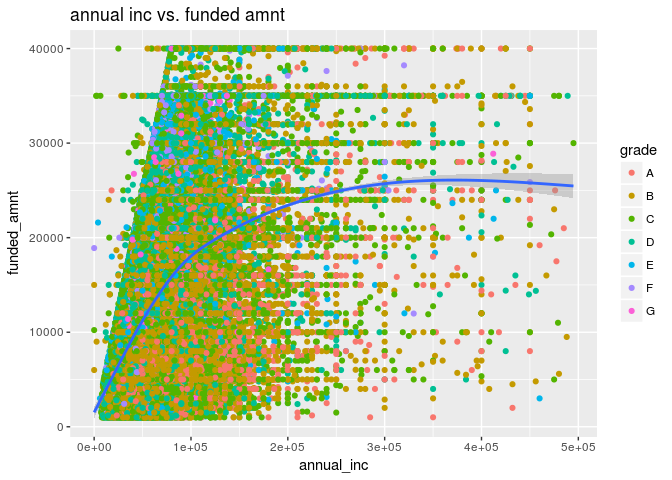 annual inc vs. funded amnt
40000
30000
20000
10000
0
funded_amnt
0e+00 1e+05 2e+05 3e+05 4e+05 5e+05
annual_inc
grade
A
B
C
D
E
F
G